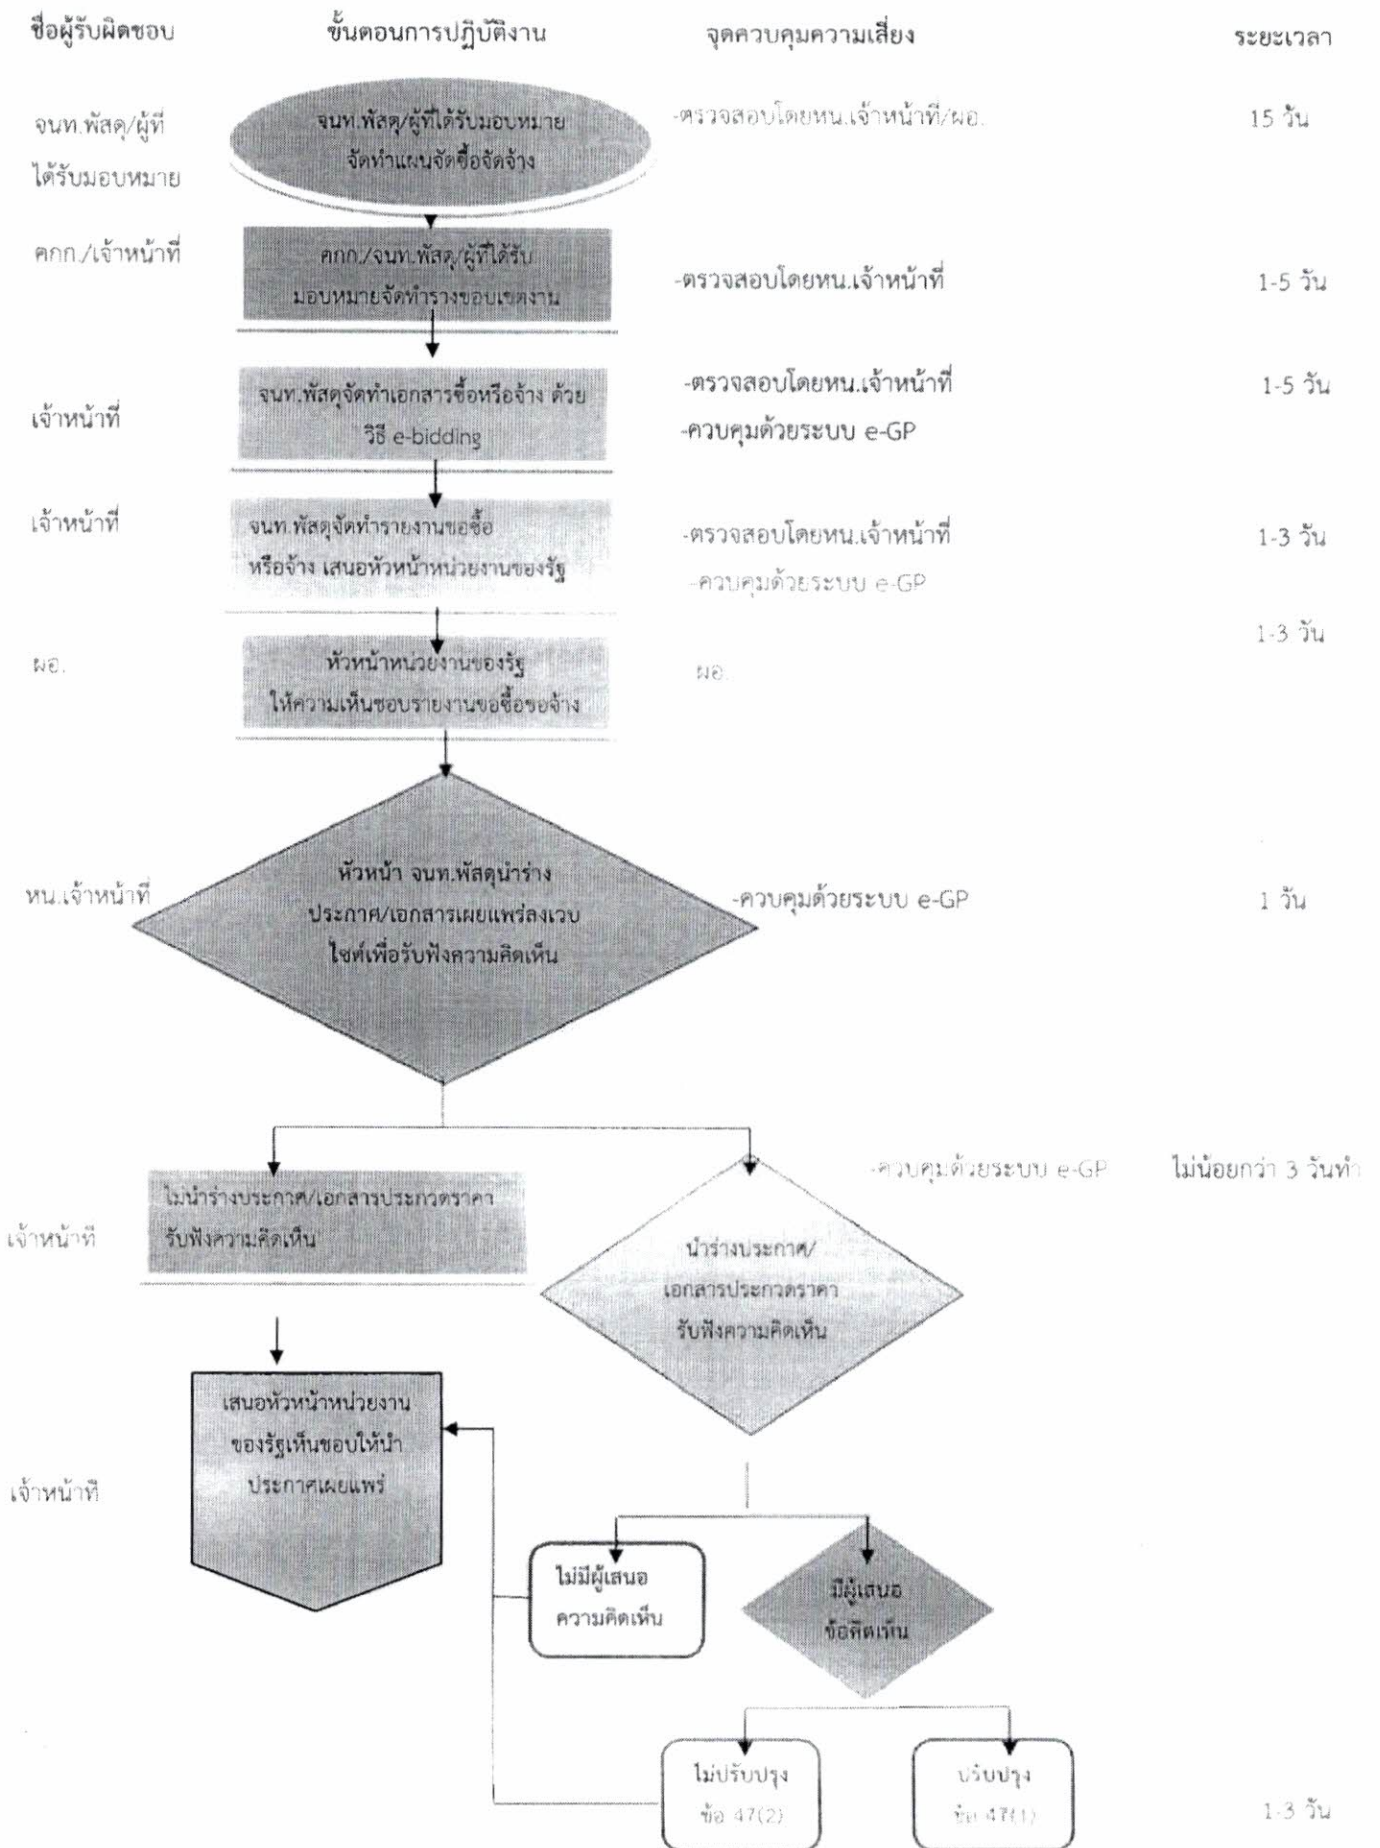 ชื่อผู้รับผิดชอบ ขั้นตอนการปฏิบัติงาน จุดควบคุมความเสี่ยง ระยะเวลา
จนท.พัสดุ/ผู้ที่
ได้รับมอบหมาย
จนท.พัสดุ/ผู้ที่ได้รับมอบหมาย
จัดทำแผนจัดซื้อจัดจ้าง
-ตรวจสอบโดยหน.เจ้าหน้าที่/ผอ.
15 วัน
คกก./เจ้าหน้าที่
คกก./จนท.พัสดุ/ผู้ที่ได้รับ
มอบหมายจัดทำร่างขอบเขตงาน
-ตรวจสอบโดยหน.เจ้าหน้าที่
1-5 วัน
เจ้าหน้าที่
จนท.พัสดุจัดทำเอกสารซื้อหรือจ้าง ด้วย
วิธี e-bidding
-ตรวจสอบโดยหน.เจ้าหน้าที่
-ควบคุมด้วยระบบ e-GP
1-5 วัน
เจ้าหน้าที่
จนท.พัสดุจัดทำรายงานขอซื้อ
หรือจ้าง เสนอหัวหน้าหน่วยงานของรัฐ
-ตรวจสอบโดยหน.เจ้าหน้าที่
-ควบคุมด้วยระบบ e-GP
1-3 วัน
ผอ.
หัวหน้าหน่วยงานของรัฐ
ให้ความเห็นชอบรายงานขอซื้อขอจ้าง
ผอ.
1-3 วัน
หน.เจ้าหน้าที่
หัวหน้า จนท.พัสดุนำร่าง
ประกาศ/เอกสารเผยแพร่ลงเวบ
ไซต์เพื่อรับฟังความคิดเห็น
-ควบคุมด้วยระบบ e-GP
1 วัน
เจ้าหน้าที่
ไม่นำร่างประกาศ/เอกสารประกวดราคา
รับฟังความคิดเห็น
นำร่างประกาศ/
เอกสารประกวดราคา
รับฟังความคิดเห็น
-ควบคุมด้วยระบบ e-GP
ไม่น้อยกว่า 3 วันทำ
เจ้าหน้าที่
เสนอหัวหน้าหน่วยงาน
ของรัฐเห็นชอบให้นำ
ประกาศเผยแพร่
ไม่มีผู้เสนอ
ความคิดเห็น
มีผู้เสนอ
ข้อคิดเห็น
ไม่ปรับปรุง
ข้อ 47(2)
ปรับปรุง
ข้อ 47(1)
1-3 วัน